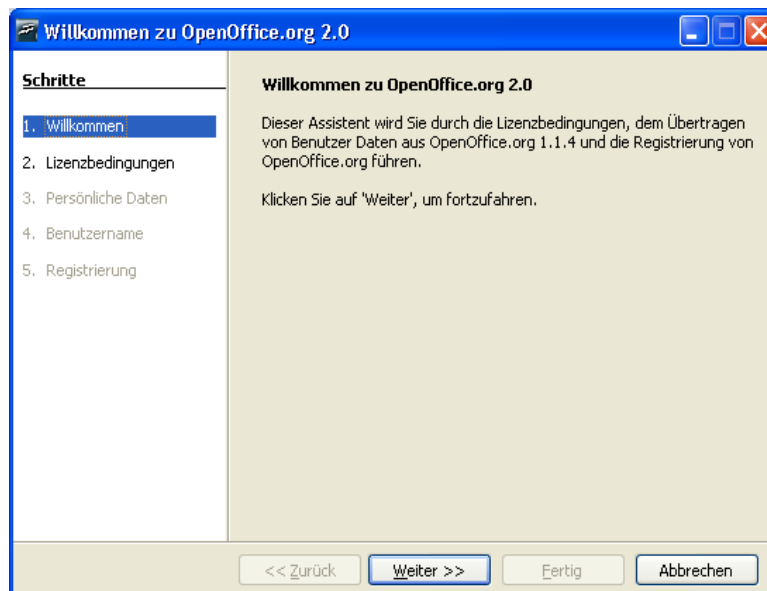 Willkommen zu OpenOffice.org 2.0
Schritte
1. Willkommen
2. Lizenzbedingungen
3. Persönliche Daten
4. Benutzername
5. Registrierung
Willkommen zu OpenOffice.org 2.0
Dieser Assistent wird Sie durch die Lizenzbedingungen, dem Übertragen
von Benutzer Daten aus OpenOffice.org 1.1.4 und die Registrierung von
OpenOffice.org führen.
Klicken Sie auf 'Weiter', um fortzufahren.
<< Zurück
Weiter >>
Fertig
Abbrechen